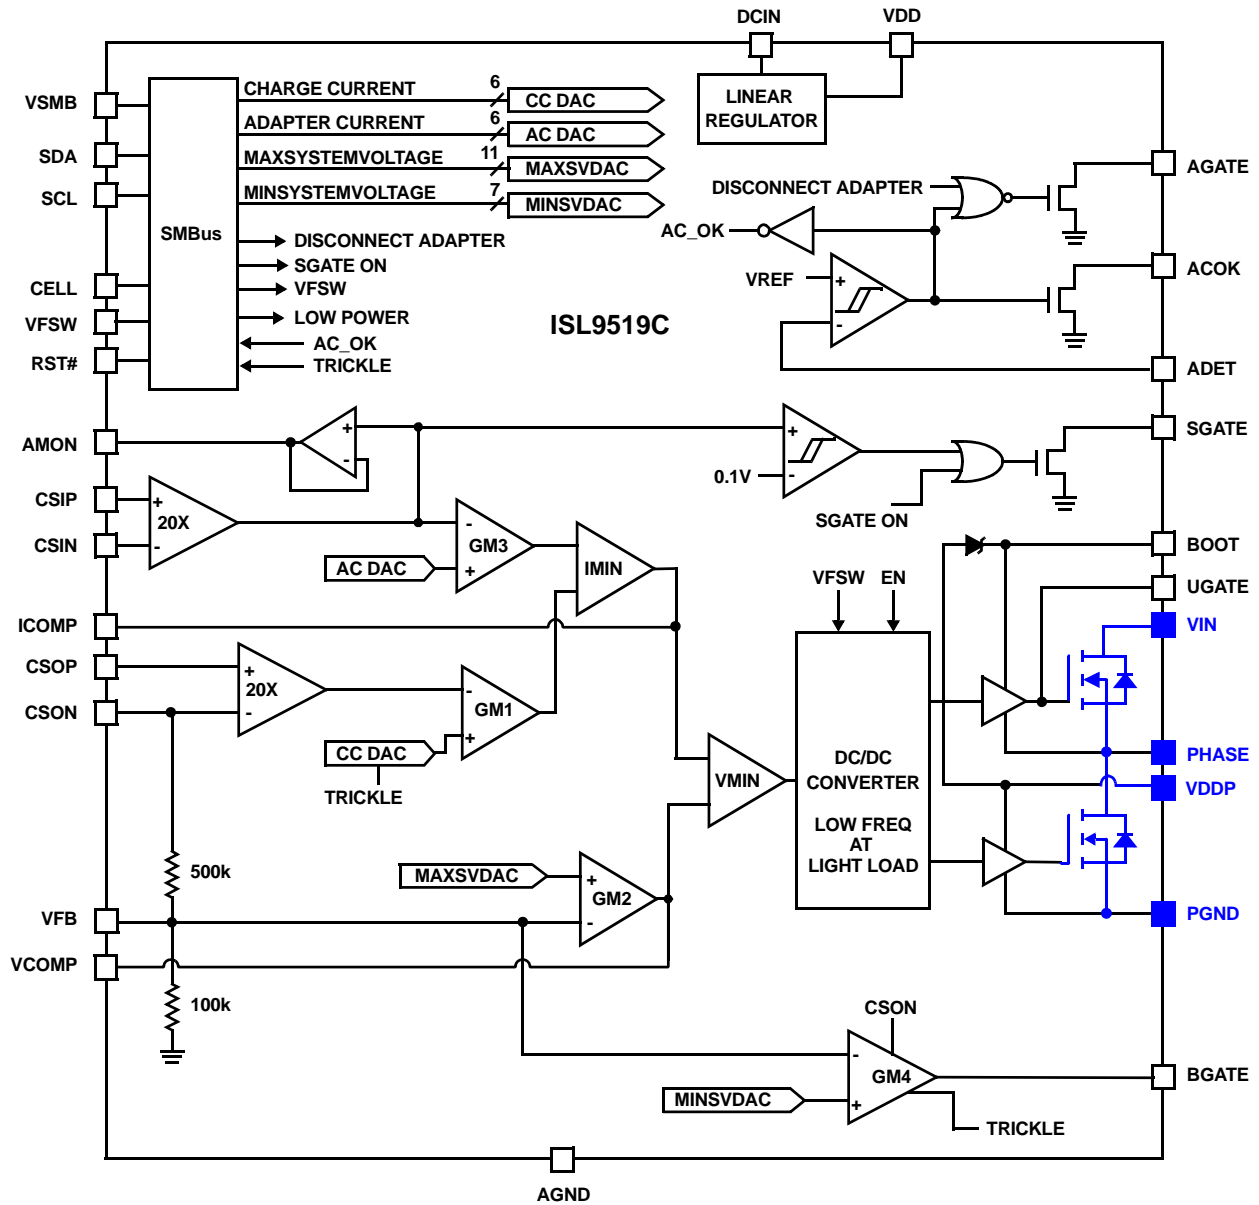 DCIN
VDD
VSMB
SDA
SCL
CELL
VFSW
RST#
SMBus
CHARGE CURRENT
6
CC DAC
ADAPTER CURRENT
6
AC DAC
MAXSYSTEMVOLTAGE
11
MAXSVDAC
MINSYSTEMVOLTAGE
7
MINSVDAC
DISCONNECT ADAPTER
SGATE ON
VFSW
LOW POWER
AC_OK
TRICKLE
LINEAR
REGULATOR
DISCONNECT ADAPTER
AC_OK
VREF
+
-
AGATE
ACOK
ADET
ISL9519C
AMON
+
-
CSIP
CSIN
+
20X
-
-
GM3
+
AC DAC
IMIN
+
0.1V
-
SGATE ON
SGATE
BOOT
UGATE
VIN
PHASE
VDDP
PGND
ICOMP
CSOP
CSON
+
20X
-
-
GM1
+
CC DAC
TRICKLE
VMIN
VFSW
EN
DC/DC
CONVERTER
LOW FREQ
AT
LIGHT LOAD
500k
MAXSVDAC
+
GM2
-
VFB
VCOMP
100k
CSON
-
GM4
+
MINSVDAC
TRICKLE
BGATE
AGND